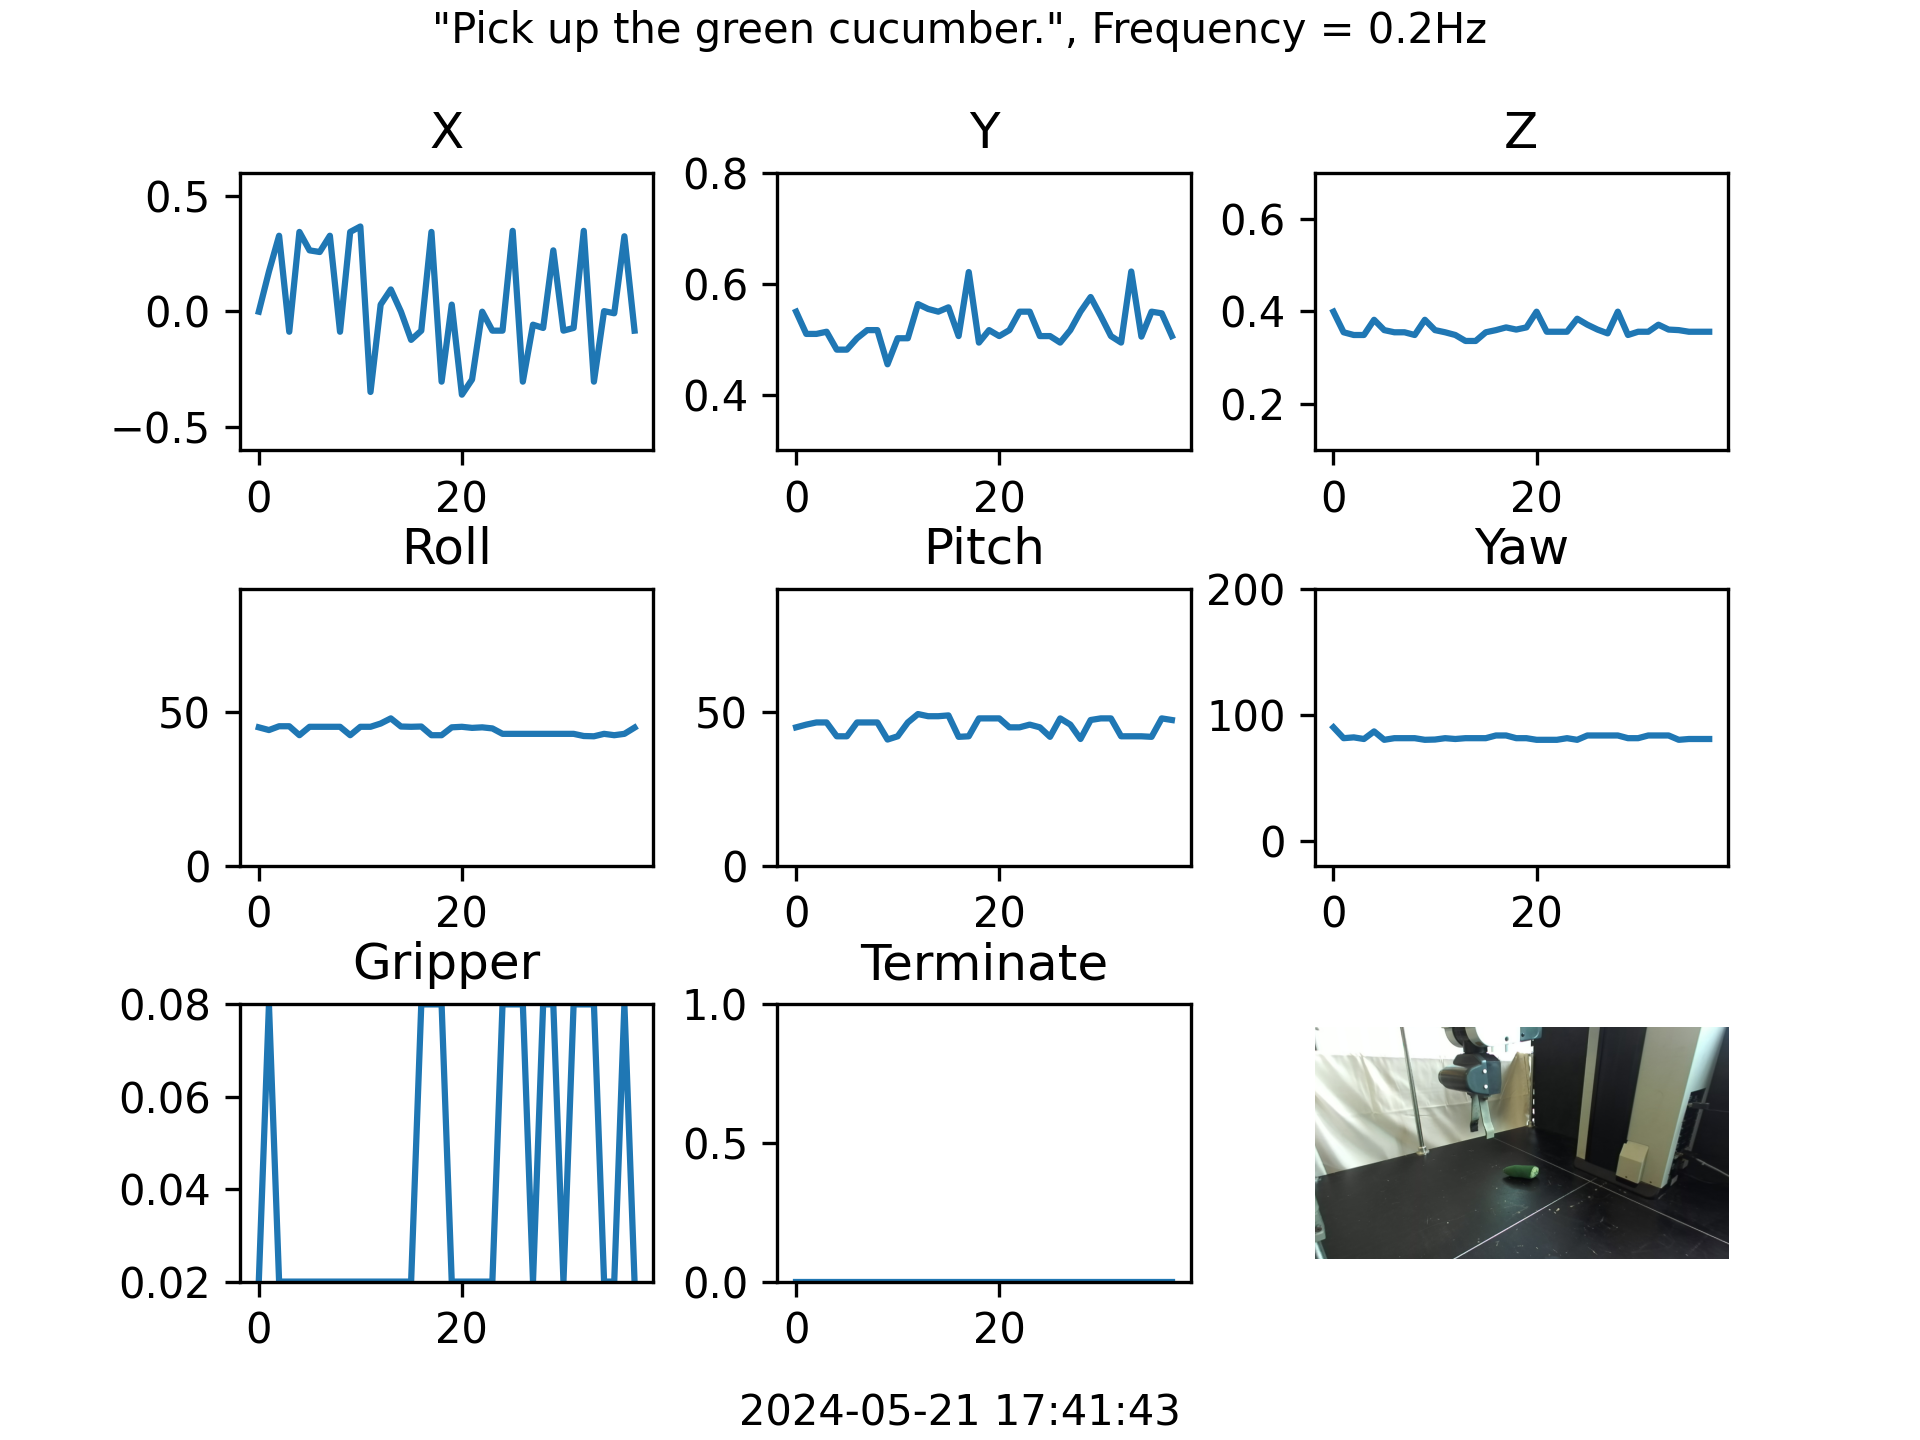 "Pick up the green cucumber.", Frequency = 0.2Hz
X Y Z
0.5 0.8 0.6
0.0 0.6 0.4
−0.5 0.4 0.2
0 20 0 20 0 20
Roll Pitch Yaw
50 50 200
0 0 100
0
0 20 0 20 0 20
Gripper Terminate
0.08 1.0
0.06 0.5
0.04 0.0
0.02
0 20 0 20
2024-05-21 17:41:43